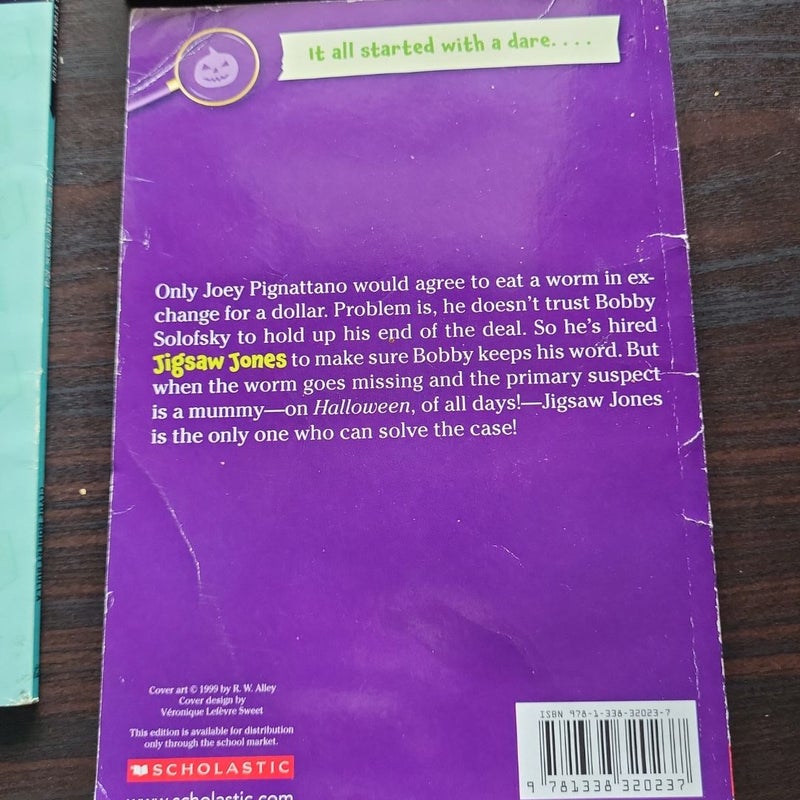 It all started with a dare. . . .
Only Joey Pignattano would agree to eat a worm in ex-
change for a dollar. Problem is, he doesn't trust Bobby
Solofsky to hold up his end of the deal. So he's hired
Jigsaw Jones to make sure Bobby keeps his word. But
when the worm goes missing and the primary suspect
is a mummy—on Halloween, of all days!—Jigsaw Jones
is the only one who can solve the case!
Cover art © 1999 by R. W. Alley
Cover design by
Véronique Lefèvre Sweet
This edition is available for distribution
only through the school market.
SCHOLASTIC
www.scholastic.com
ISBN 978-1-338-32023-7
9 781338 320237